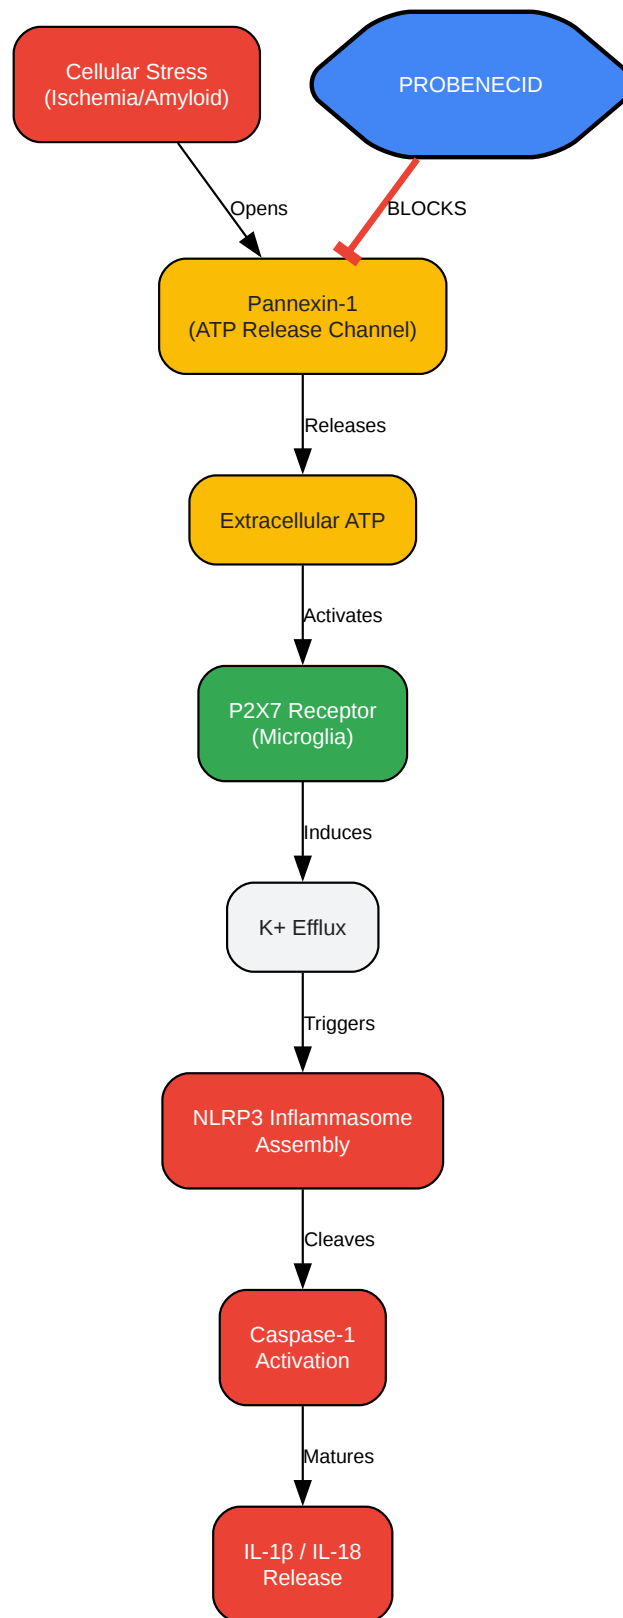 Cellular Stress
(Ischemia/Amyloid)
PROBENECID
Opens
BLOCKS
Pannexin-1
(ATP Release Channel)
Releases
Extracellular ATP
Activates
P2X7 Receptor
(Microglia)
Induces
K+ Efflux
Triggers
NLRP3 Inflammasome
Assembly
Cleaves
Caspase-1
Activation
Matures
IL-1β / IL-18
Release